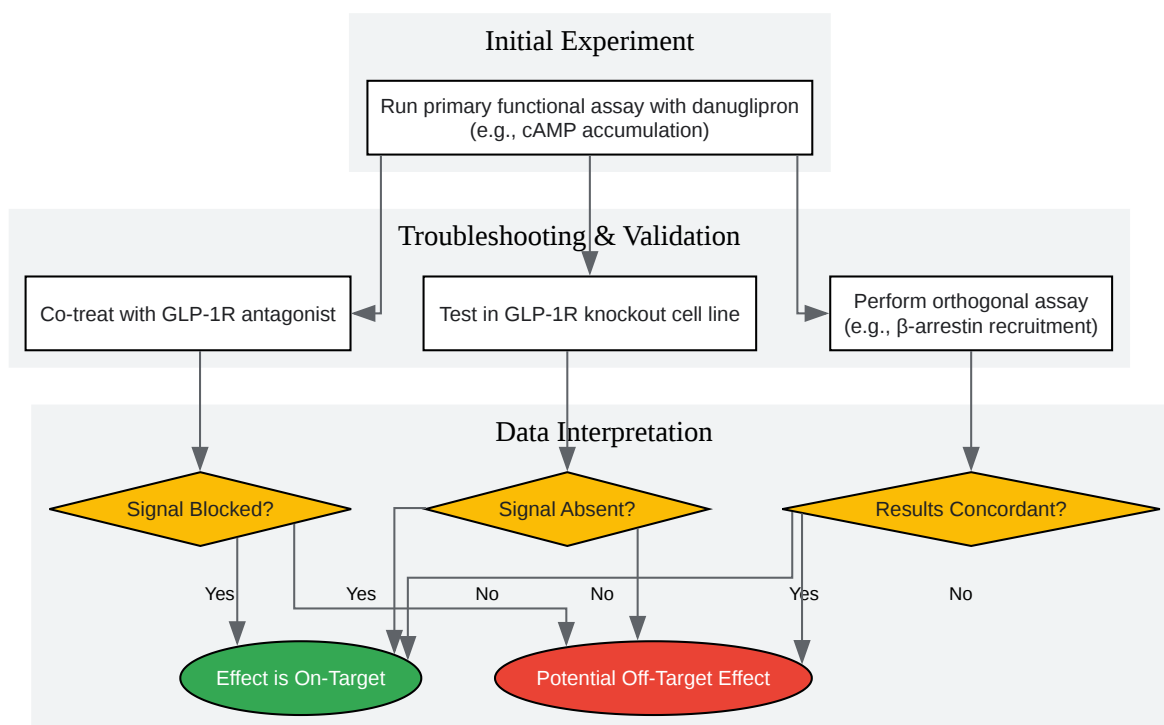 Initial Experiment
Run primary functional assay with danuglipron
(e.g., cAMP accumulation)
Troubleshooting & Validation
Co-treat with GLP-1R antagonist
Test in GLP-1R knockout cell line
Perform orthogonal assay
(e.g., β-arrestin recruitment)
Data Interpretation
Signal Blocked?
Signal Absent?
Results Concordant?
Yes
Yes
No
No
Yes
No
Effect is On-Target
Potential Off-Target Effect